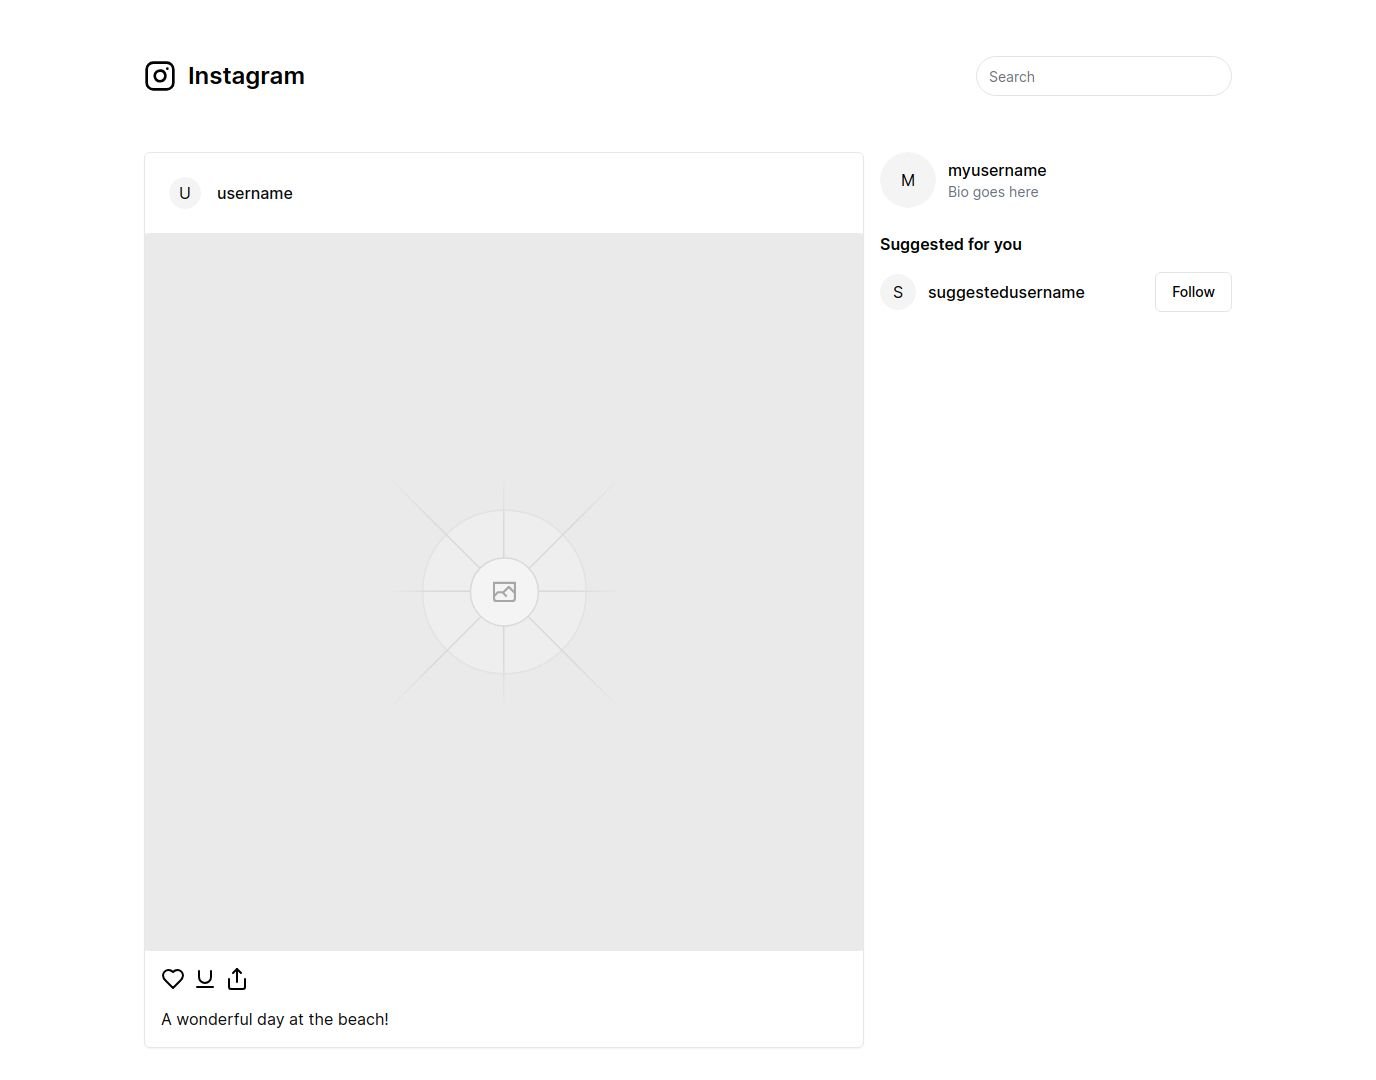 Instagram
Search
U
username
A wonderful day at the beach!
M
myusername
Bio goes here
Suggested for you
S
suggestedusername
Follow